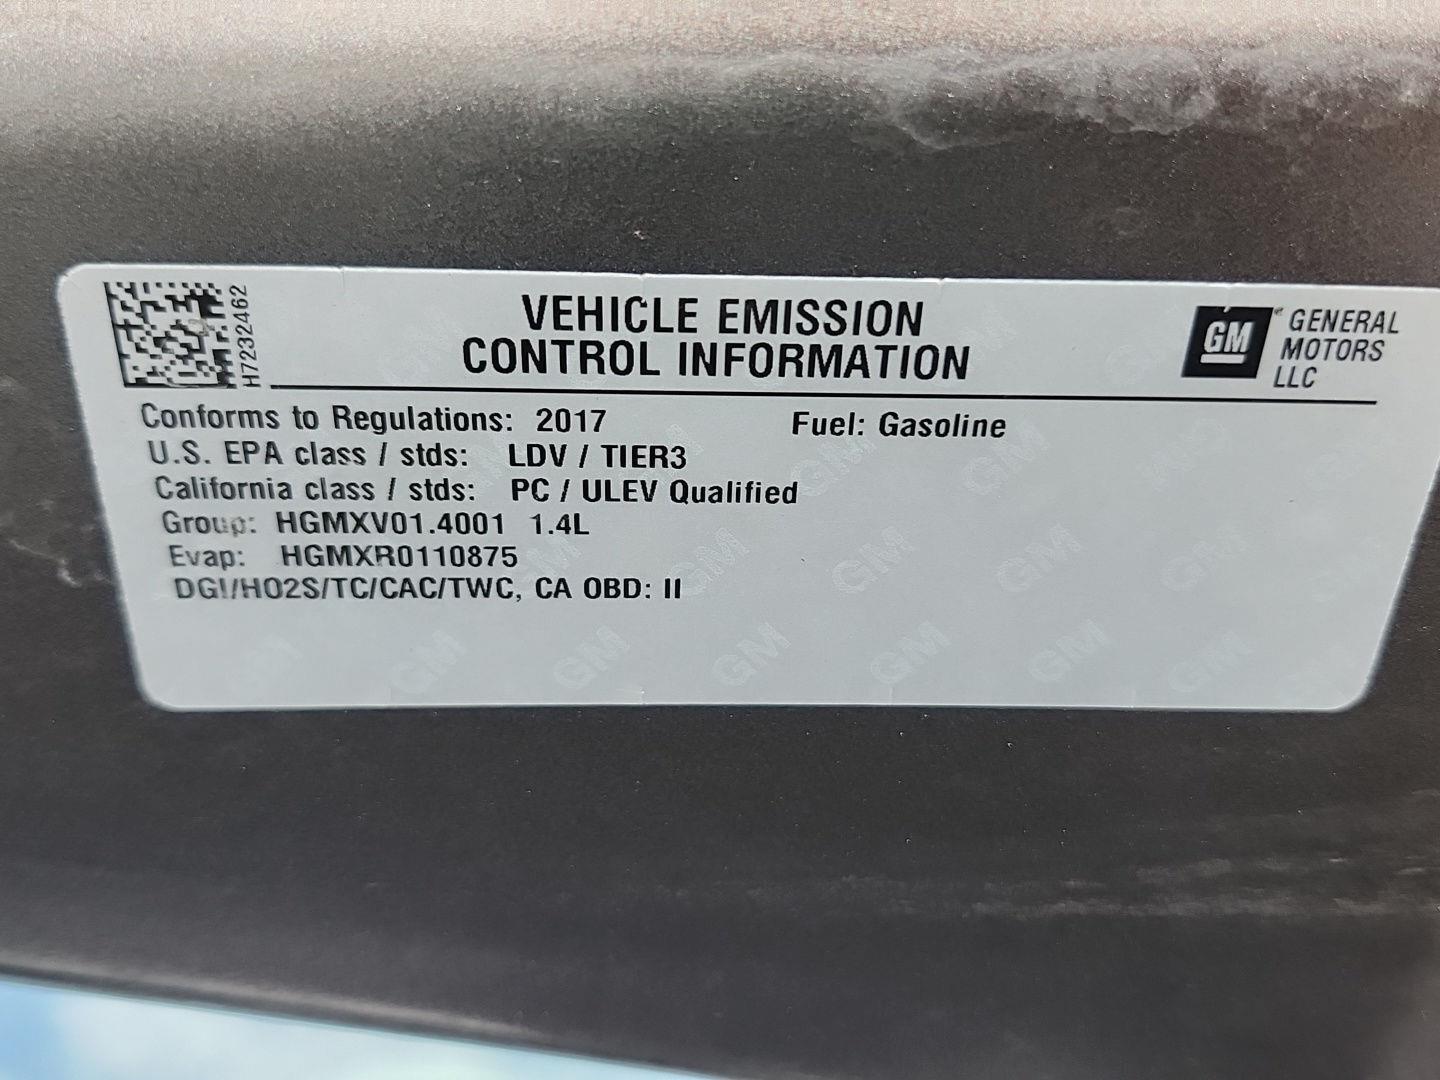 H7232462
VEHICLE EMISSION
CONTROL INFORMATION
GM
GENERAL
MOTORS
LLC
Conforms to Regulations: 2017 Fuel: Gasoline
U.S. EPA class / stds: LDV / TIER3
California class / stds: PC / ULEV Qualified
Group: HGMXV01.4001 1.4L
Evap: HGMXR0110875
DGI/HO2S/TC/CAC/TWC, CA OBD: II